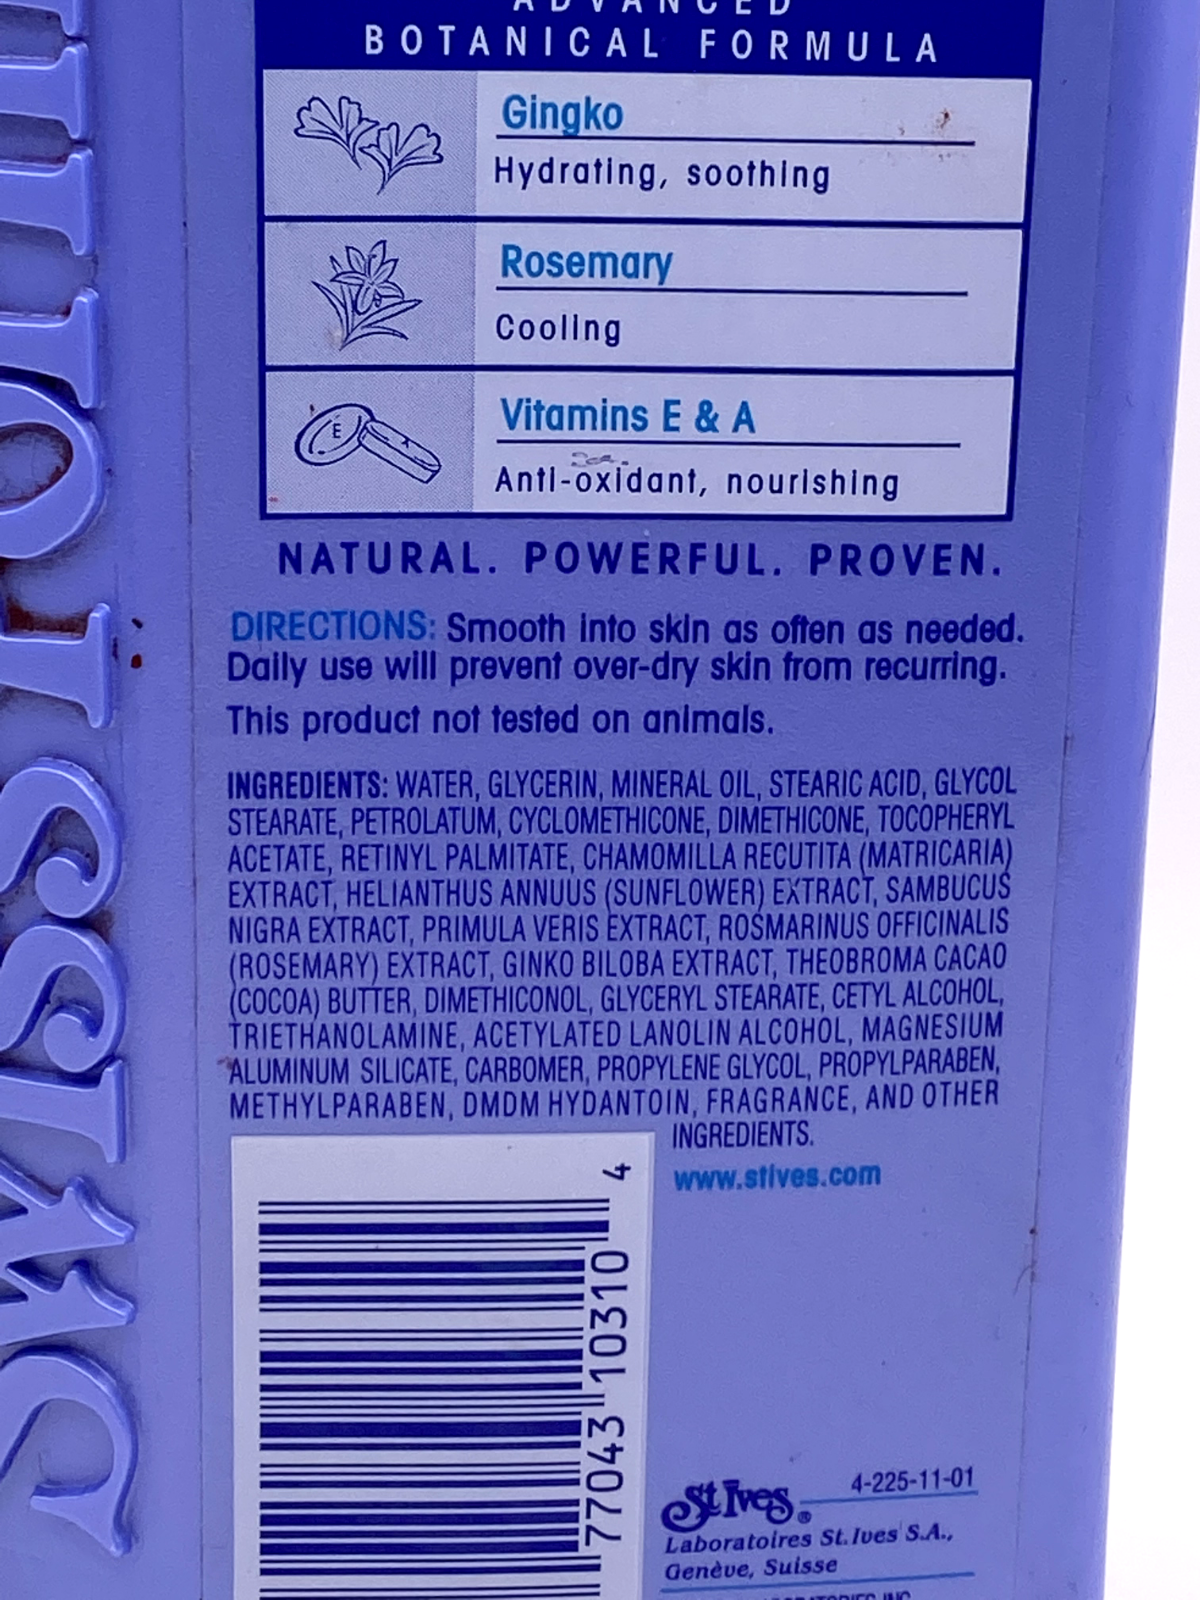 ADVANCED
BOTANICAL FORMULA
Gingko
Hydrating, soothing
Rosemary
Cooling
E A
Vitamins E & A
Anti-oxidant, nourishing
NATURAL. POWERFUL. PROVEN.
DIRECTIONS: Smooth into skin as often as needed.
Daily use will prevent over-dry skin from recurring.
This product not tested on animals.
INGREDIENTS: WATER, GLYCERIN, MINERAL OIL, STEARIC ACID, GLYCOL
STEARATE, PETROLATUM, CYCLOMETHICONE, DIMETHICONE, TOCOPHERYL
ACETATE, RETINYL PALMITATE, CHAMOMILLA RECUTITA (MATRICARIA)
EXTRACT, HELIANTHUS ANNUUS (SUNFLOWER) EXTRACT, SAMBUCUS
NIGRA EXTRACT, PRIMULA VERIS EXTRACT, ROSMARINUS OFFICINALIS
(ROSEMARY) EXTRACT, GINKO BILOBA EXTRACT, THEOBROMA CACAO
(COCOA) BUTTER, DIMETHICONOL, GLYCERYL STEARATE, CETYL ALCOHOL,
TRIETHANOLAMINE, ACETYLATED LANOLIN ALCOHOL, MAGNESIUM
ALUMINUM SILICATE, CARBOMER, PROPYLENE GLYCOL, PROPYLPARABEN,
METHYLPARABEN, DMDM HYDANTOIN, FRAGRANCE, AND OTHER
INGREDIENTS.
www.stives.com
77043 10310 4
4-225-11-01
St Ives®
Laboratoires St. Ives S.A.,
Genève, Suisse